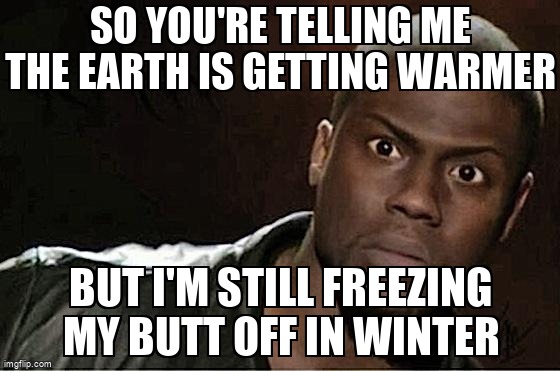 SO YOU'RE TELLING ME
THE EARTH IS GETTING WARMER
BUT I'M STILL FREEZING
MY BUTT OFF IN WINTER
imgflip.com